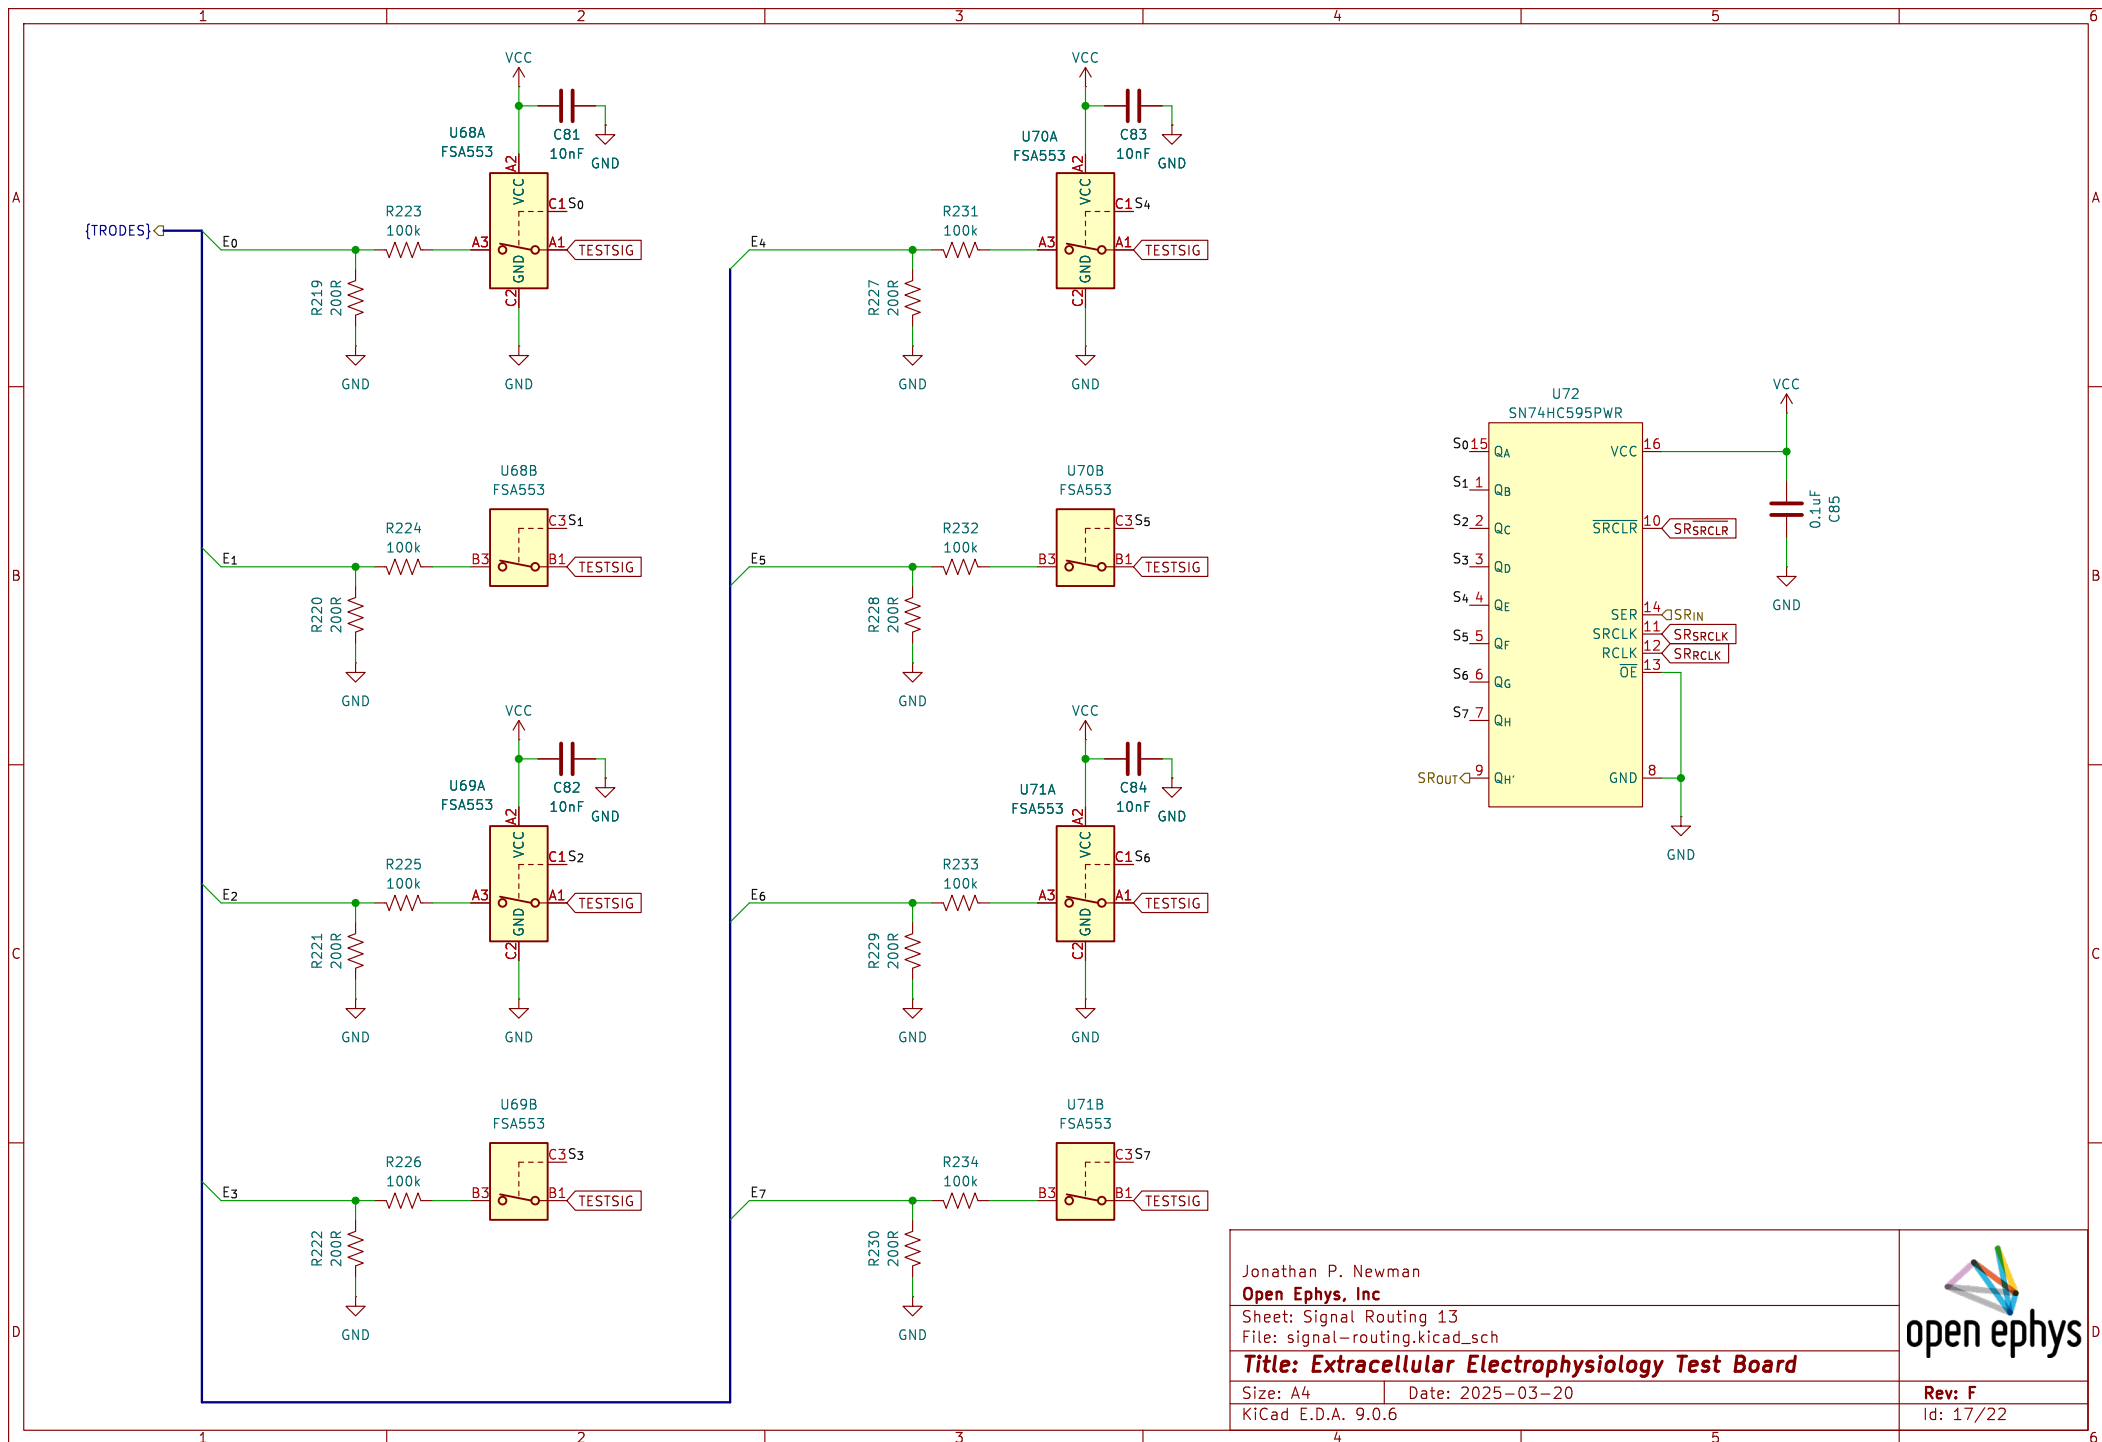 1 2 3 4 5 6
A
B
C
D
A
B
C
D
{TRODES}
VCC
U68A
FSA553
C81
10nF
GND
A2
VCC
C1 S0
E0
R223
100k
A3
A1
TESTSIG
GND
C2
R219
200R
GND
GND
U68B
FSA553
C3 S1
E1
R224
100k
B3
B1
TESTSIG
R220
200R
GND
VCC
U69A
FSA553
C82
10nF
GND
A2
VCC
C1 S2
E2
R225
100k
A3
A1
TESTSIG
GND
C2
R221
200R
GND
GND
U69B
FSA553
C3 S3
E3
R226
100k
B3
B1
TESTSIG
R222
200R
GND
VCC
U70A
FSA553
C83
10nF
GND
A2
VCC
C1 S4
E4
R231
100k
A3
A1
TESTSIG
GND
C2
R227
200R
GND
GND
U70B
FSA553
C3 S5
E5
R232
100k
B3
B1
TESTSIG
R228
200R
GND
VCC
U71A
FSA553
C84
10nF
GND
A2
VCC
C1 S6
E6
R233
100k
A3
A1
TESTSIG
GND
C2
R229
200R
GND
GND
U71B
FSA553
C3 S7
E7
R234
100k
B3
B1
TESTSIG
R230
200R
GND
U72
SN74HC595PWR
S0 15 QA
S1 1 QB
S2 2 QC
S3 3 QD
S4 4 QE
S5 5 QF
S6 6 QG
S7 7 QH
SROUT 9 QH'
VCC 16
SRCLR 10 SRSRCLR
SER 14 SRIN
SRCLK 11 SRSRCLK
RCLK 12 SRRCLK
OE 13
GND 8
GND
VCC
0.1uF
C85
GND
Jonathan P. Newman
Open Ephys, Inc
Sheet: Signal Routing 13
File: signal-routing.kicad_sch
Title: Extracellular Electrophysiology Test Board
Size: A4 Date: 2025-03-20
KiCad E.D.A. 9.0.6
open ephys
Rev: F
Id: 17/22
1 2 3 4 5 6